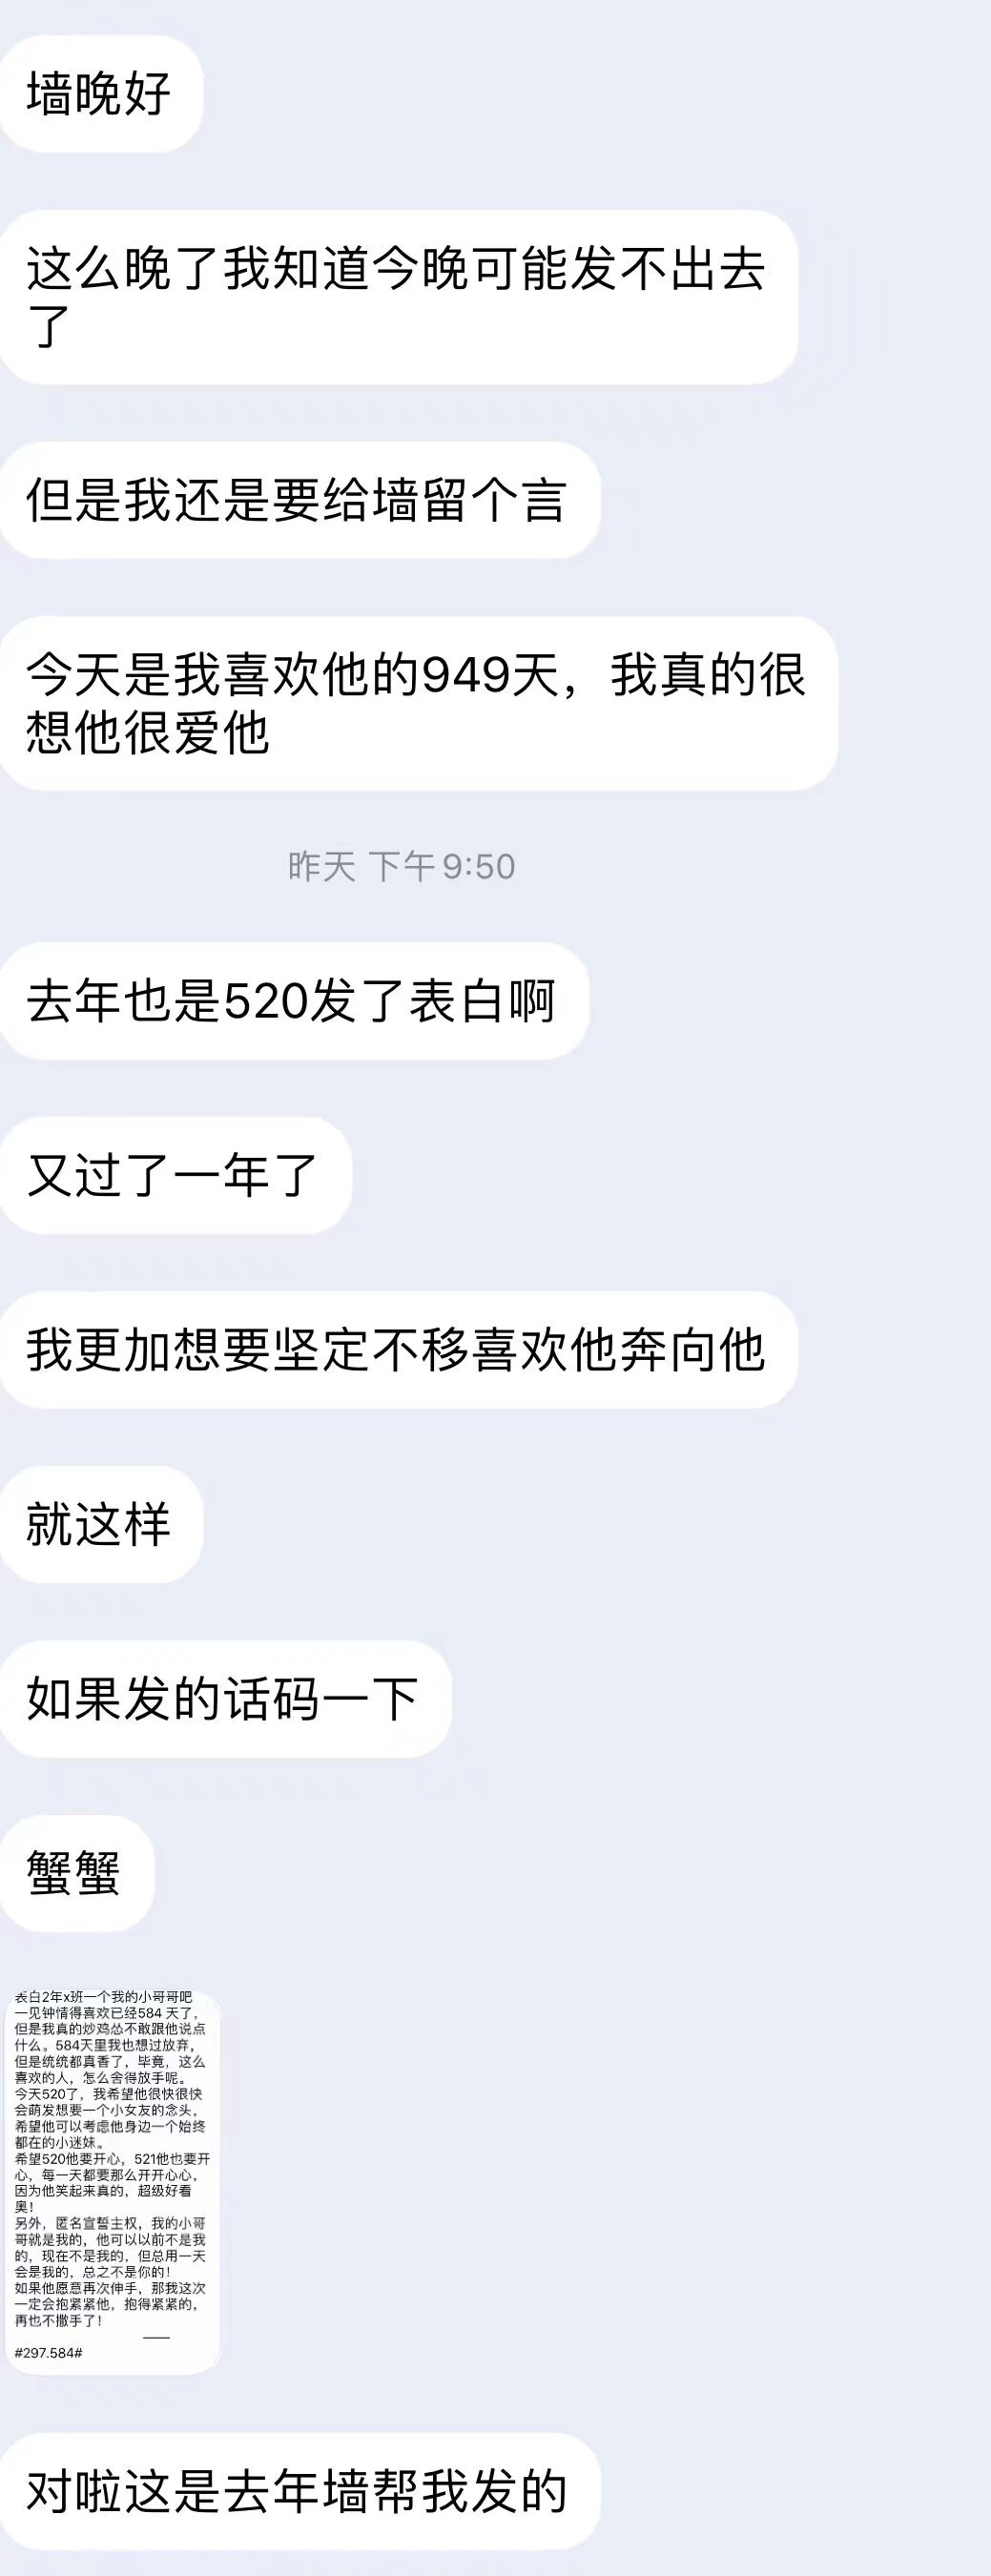 墙晚好
这么晚了我知道今晚可能发不出去
了
但是我还是要给墙留个言
今天是我喜欢他的949天，我真的很
想他很爱他
昨天 下午9:50
去年也是520发了表白啊
又过了一年了
我更加想要坚定不移喜欢他奔向他
就这样
如果发的话码一下
蟹蟹
表白2年x班一个我的小哥哥吧
一见钟情得喜欢已经584 天了，
但是我真的炒鸡怂不敢跟他说点
什么。584天里我也想过放弃，
但是统统都真香了，毕竟，这么
喜欢的人，怎么舍得放手呢。
今天520了，我希望他很快很快
会萌发想要一个小女友的念头，
希望他可以考虑他身边一个始终
都在的小迷妹。
希望520他要开心，521他也要开
心，每一天都要那么开开心心，
因为他笑起来真的，超级好看
奥！
另外，匿名宣誓主权，我的小哥
哥就是我的，他可以以前不是我
的，现在不是我的，但总用一天
会是我的，总之不是你的！
如果他愿意再次伸手，那我这次
一定会抱紧紧他，抱得紧紧的，
再也不撒手了！
——
#297.584#
对啦这是去年墙帮我发的